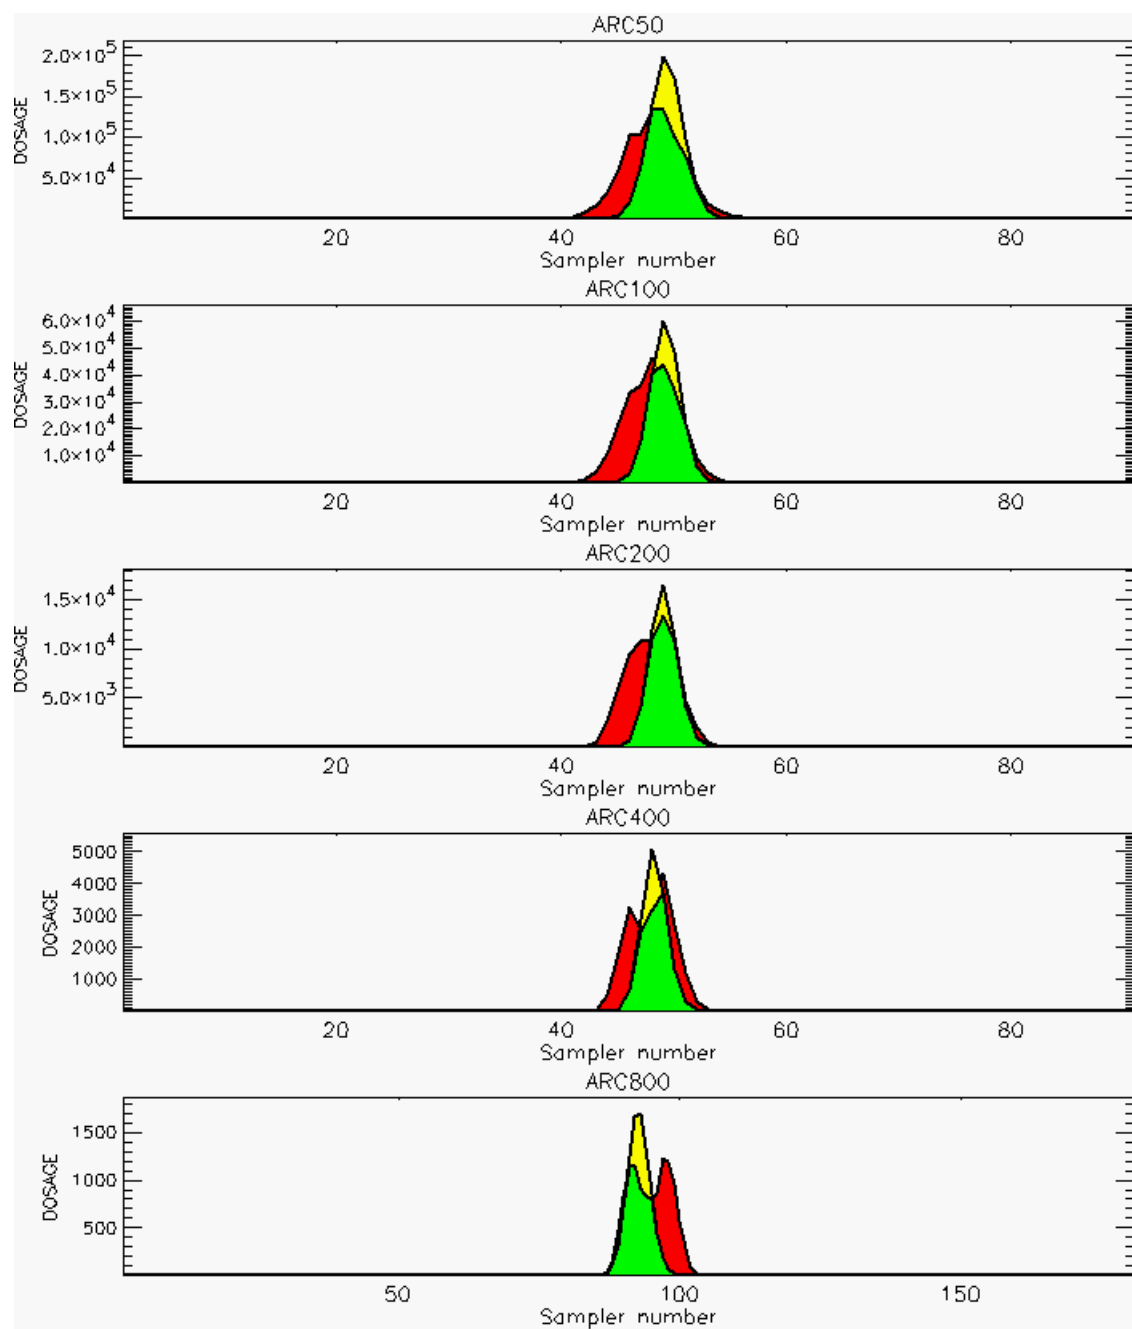 ARC50
2.0×10⁵
1.5×10⁵
1.0×10⁵
5.0×10⁴
DOSAGE
20 40 60 80
Sampler number
ARC100
6.0×10⁴
5.0×10⁴
4.0×10⁴
3.0×10⁴
2.0×10⁴
1.0×10⁴
DOSAGE
20 40 60 80
Sampler number
ARC200
1.5×10⁴
1.0×10⁴
5.0×10³
DOSAGE
20 40 60 80
Sampler number
ARC400
5000
4000
3000
2000
1000
DOSAGE
20 40 60 80
Sampler number
ARC800
1500
1000
500
DOSAGE
50 100 150
Sampler number